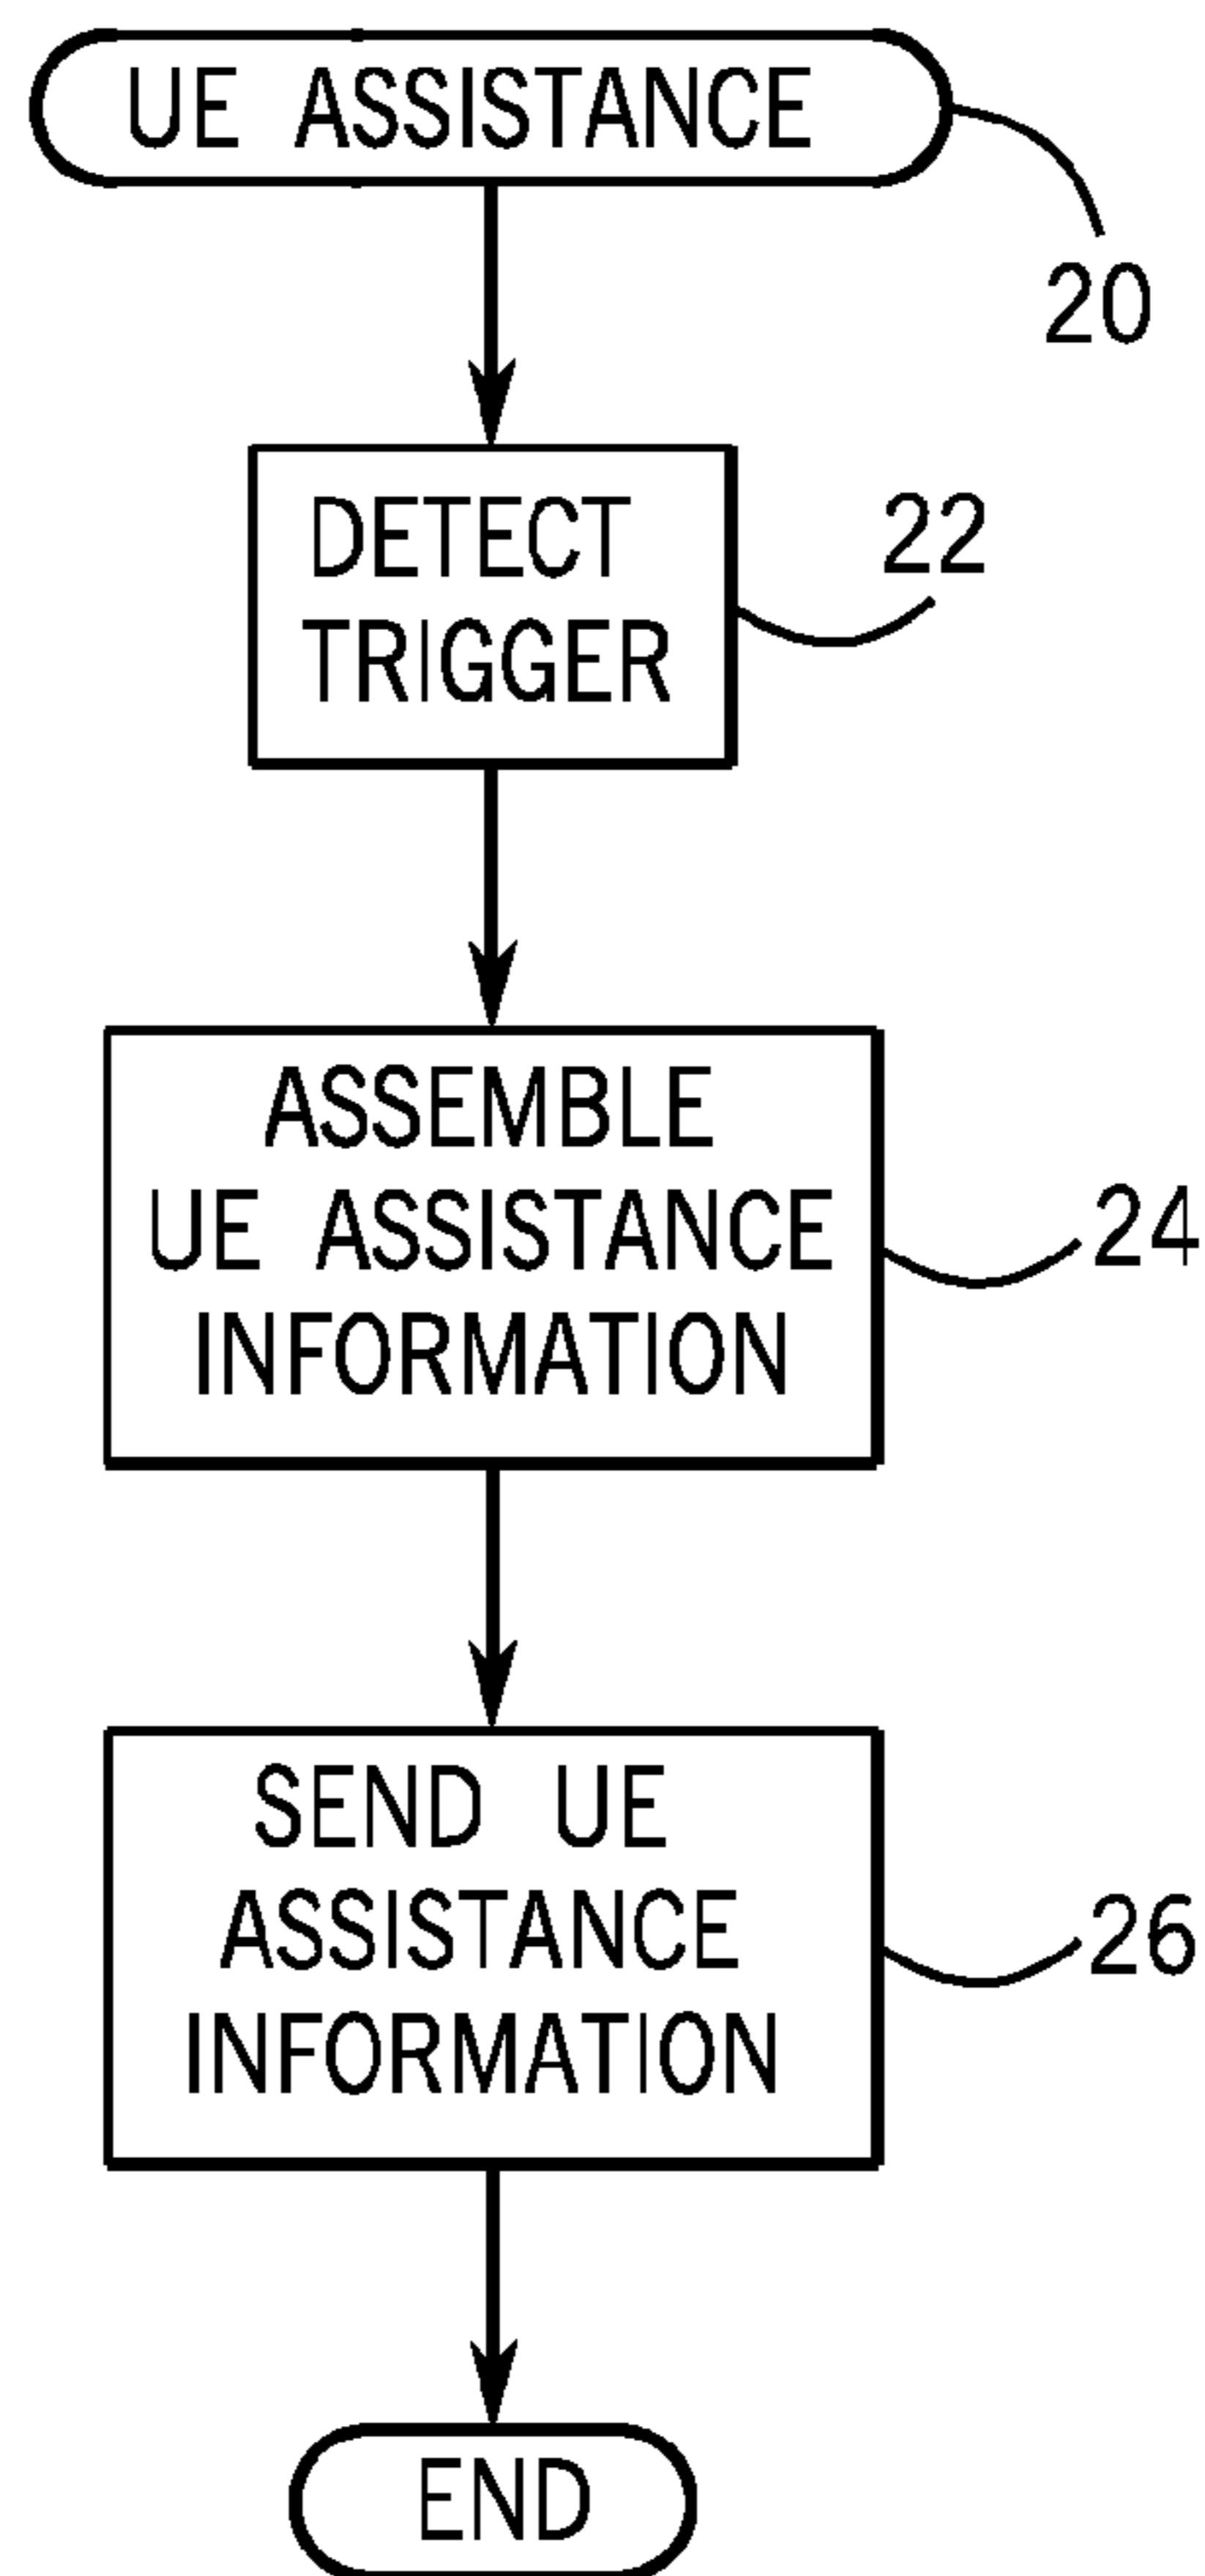 UE ASSISTANCE
20
DETECT
TRIGGER
22
ASSEMBLE
UE ASSISTANCE
INFORMATION
24
SEND UE
ASSISTANCE
INFORMATION
26
END